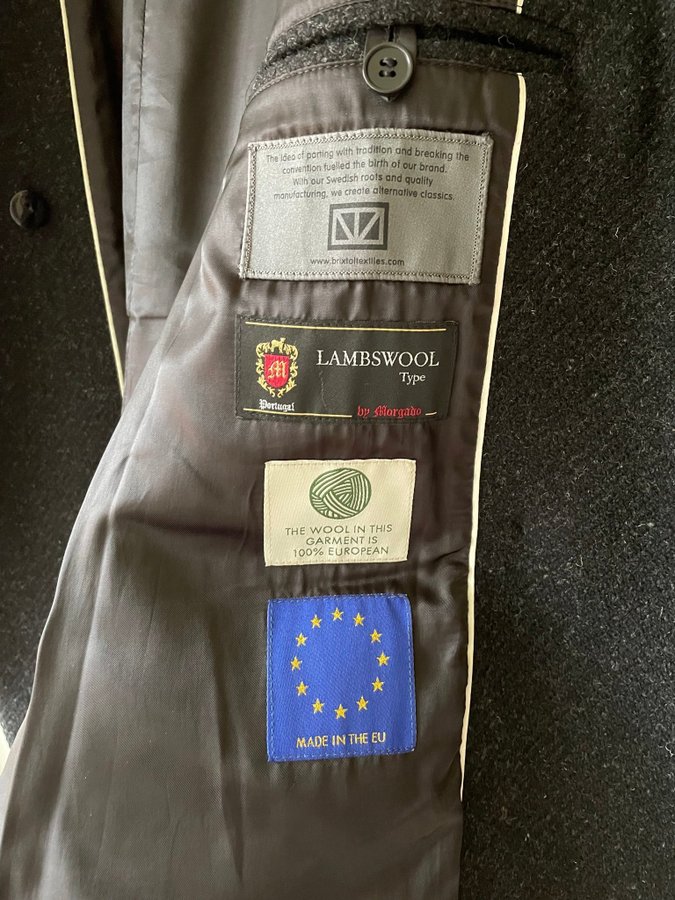 The idea of parting with tradition and breaking the
convention fuelled the birth of our brand.
With our Swedish roots and quality
manufacturing, we create alternative classics.
www.brixtoltextiles.com
LAMBSWOOL
Type
M
Portugal
by Morgado
THE WOOL IN THIS
GARMENT IS
100% EUROPEAN
MADE IN THE EU